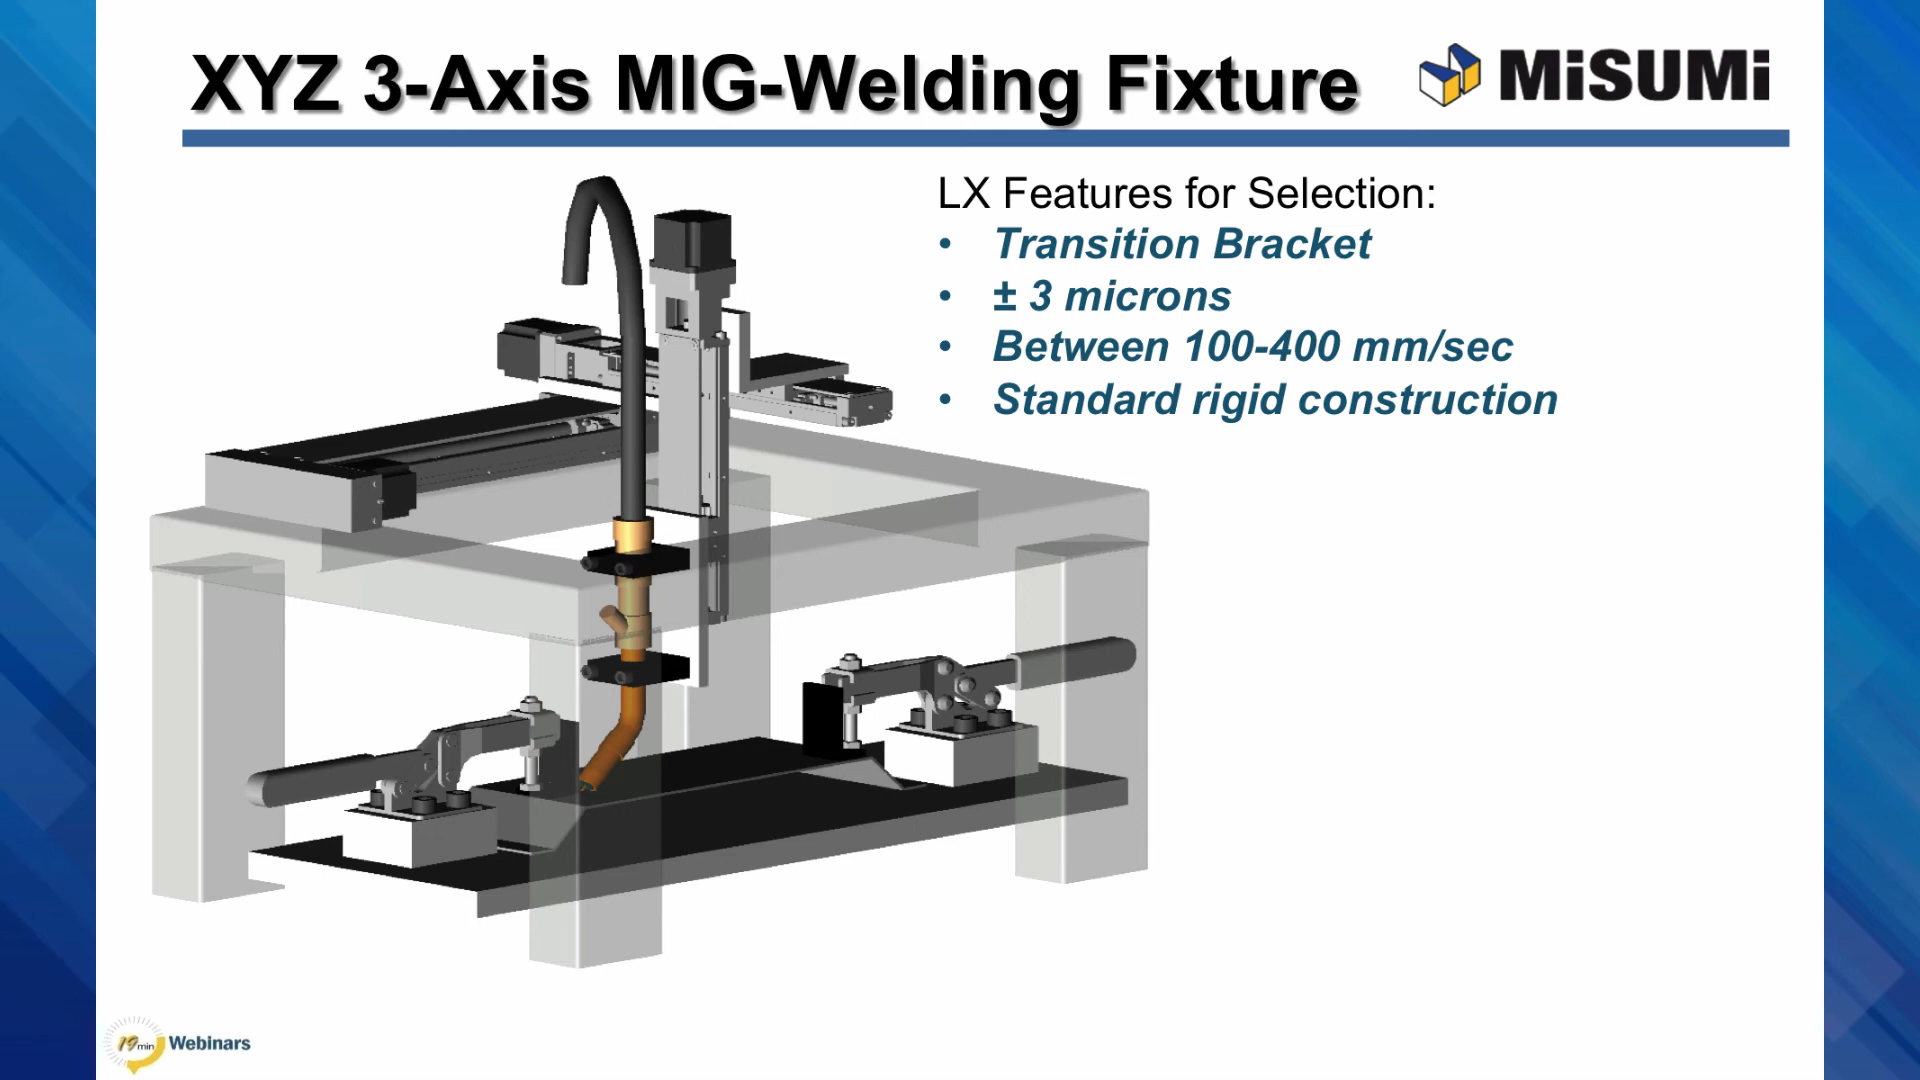 XYZ 3-Axis MIG-Welding Fixture
MiSUMi
LX Features for Selection:
• Transition Bracket
• ± 3 microns
• Between 100-400 mm/sec
• Standard rigid construction
19 min Webinars